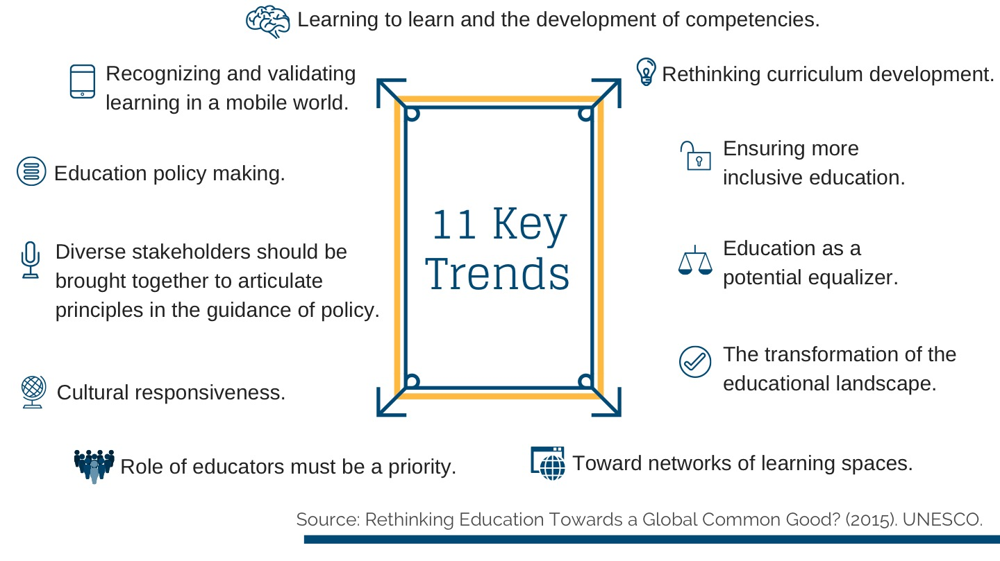 Learning to learn and the development of competencies.
Recognizing and validating
learning in a mobile world.
Rethinking curriculum development.
Education policy making.
Ensuring more
inclusive education.
11 Key
Trends
Diverse stakeholders should be
brought together to articulate
principles in the guidance of policy.
Education as a
potential equalizer.
Cultural responsiveness.
The transformation of the
educational landscape.
Role of educators must be a priority.
Toward networks of learning spaces.
Source: Rethinking Education Towards a Global Common Good? (2015). UNESCO.